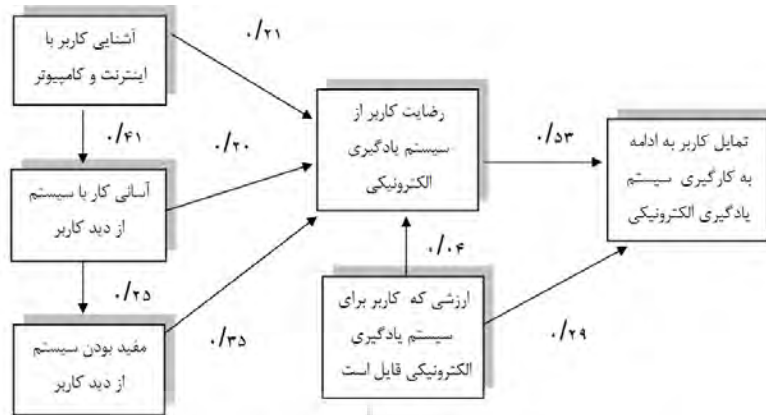 آشنایی کاربر با
اینترنت و کامپیوتر
۰/۲۱
۰/۴۱
آسانی کار با سیستم
از دید کاربر
۰/۲۰
رضایت کاربر از
سیستم یادگیری
الکترونیکی
۰/۵۳
تمایل کاربر به ادامه
به کارگیری سیستم
یادگیری الکترونیکی
۰/۲۵
مفید بودن سیستم
از دید کاربر
۰/۳۵
۰/۰۴
ارزشی که کاربر برای
سیستم یادگیری
الکترونیکی قایل است
۰/۲۹